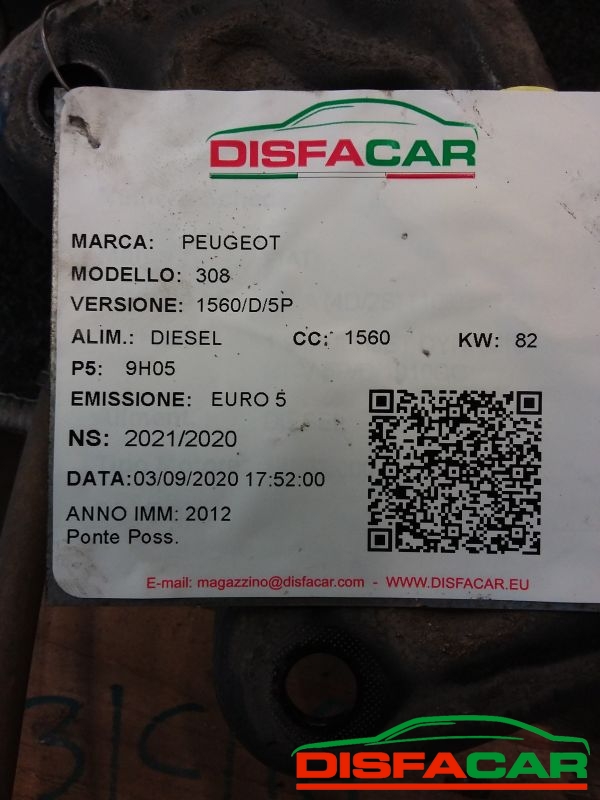 DISFACAR
MARCA: PEUGEOT
MODELLO: 308
VERSIONE: 1560/D/5P
ALIM.: DIESEL CC: 1560 KW: 82
P5: 9H05
EMISSIONE: EURO 5
NS: 2021/2020
DATA:03/09/2020 17:52:00
ANNO IMM: 2012
Ponte Poss.
E-mail: magazzino@disfacar.com - WWW.DISFACAR.EU
DISFACAR